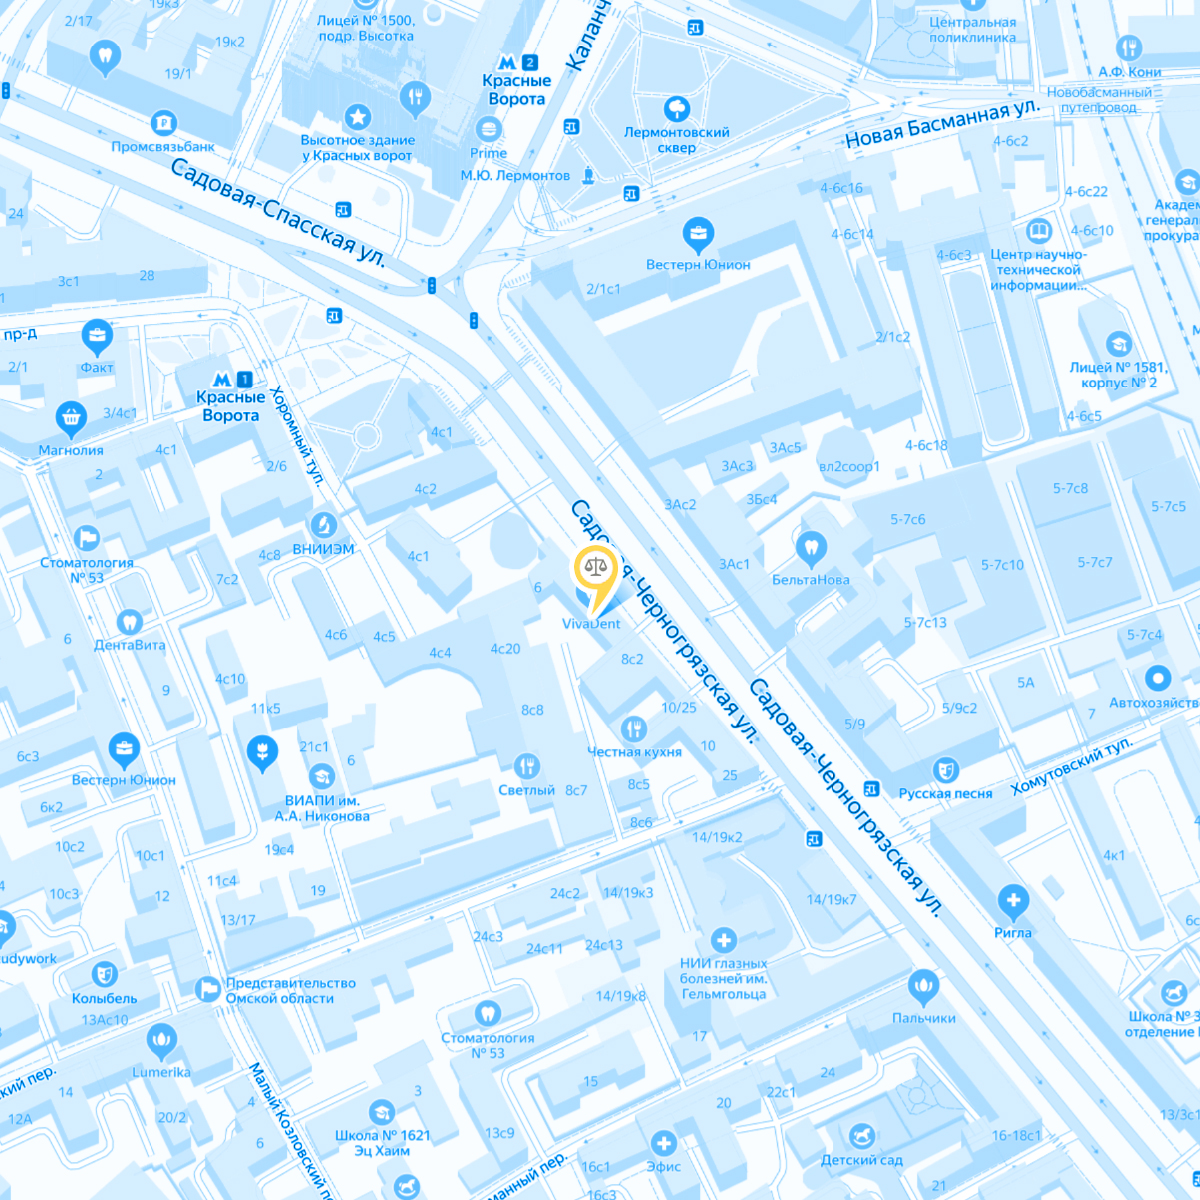 19к3
2/17
19к2
19/1
Лицей № 1500,
подр. Высотка
Каланч
2
Красные
Ворота
Центральная
поликлиника
А.Ф. Кони
Новобасманный
путепровод
Промсвязьбанк
Высотное здание
у Красных ворот
Prime
М.Ю. Лермонтов
Лермонтовский
сквер
Новая Басманная ул.
4-6с2
4-6с16
4-6с22
4-6с14
4-6с10
4-6с3
Академ
генерал
прокура
Садовая-Спасская ул.
24
3с1
28
Вестерн Юнион
2/1с1
Центр научно-
технической
информации...
2/1с2
пр-д
2/1
Факт
1
Красные
Ворота
Хоромный туп.
Лицей № 1581,
корпус № 2
4-6с5
3/4с1
Магнолия
4с1
2
2/6
4с1
4с2
3Ас5
3Ас3
вл2соор1
4-6с18
3Бс4
3Ас2
5-7с8
5-7с5
5-7с6
5-7с10
5-7с7
Стоматология
№ 53
ВНИИЭМ
4с8
7с2
4с1
3Ас1
БельтаНова
Садовая-Черногрязская ул.
6
VivaDent
5-7с13
5-7с4
6
ДентаВита
4с6
4с5
4с4
4с20
8с2
9
4с10
11к5
8с8
10/25
Садовая-Черногрязская ул.
5/9
5/9с2
5А
7
Автохозяйств
6с3
Вестерн Юнион
21с1
6
Честная кухня
10
25
ВИАПИ им.
А.А. Никонова
Светлый
8с7
8с5
8с6
Русская песня
Хомутовский туп.
6к2
10с2
10с1
19с4
14/19к2
4к1
10с3
12
11с4
19
13/17
24с2
14/19к3
14/19к7
Ригла
24с3
24с11
24с13
udywork
Колыбель
Представительство
Омской области
13Ас10
НИИ глазных
болезней им.
Гельмгольца
14/19к8
Пальчики
Школа № 3
отделение
Lumerika
Стоматология
№ 53
17
14
12А
20/2
4
6
Малый Козловский п
3
15
24
22с1
20
13/3с1
Школа № 1621
Эц Хаим
13с9
Эфис
Детский сад
16-18с1
16с1
16с3
21